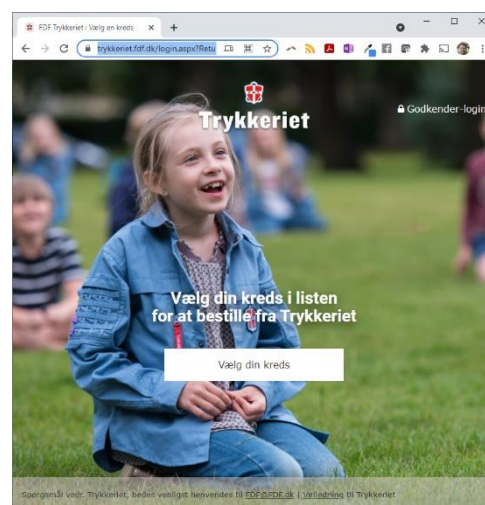 FDF Trykkeriet : Vælg en kreds
trykkeriet.fdf.dk/login.aspx?Retu
Trykkeriet
Godkender-login
Vælg din kreds i listen
for at bestille fra Trykkeriet
Vælg din kreds
Spørgsmål vedr. Trykkeriet, bedes venligst henvendes til FDF@FDF.dk | Vejledning til Trykkeriet